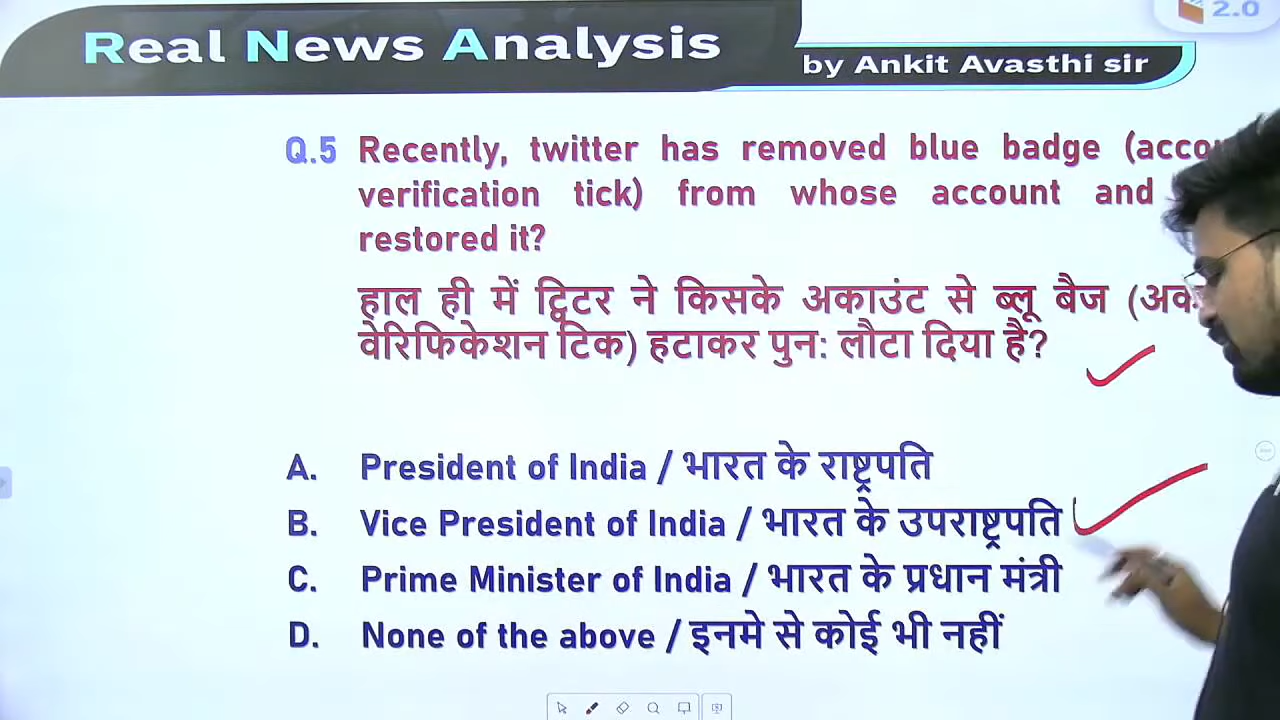 2.0
Real News Analysis
by Ankit Avasthi sir
Q.5 Recently, twitter has removed blue badge
verification tick) from whose account and
restored it?
हाल ही में ट्विटर ने किसके अकाउंट से ब्लू बैज
वेरिफिकेशन टिक) हटाकर पुन: लौटा दिया है?
A. President of India / भारत के राष्ट्रपति
B. Vice President of India / भारत के उपराष्ट्रपति
C. Prime Minister of India / भारत के प्रधान मंत्री
D. None of the above / इनमे से कोई भी नहीं